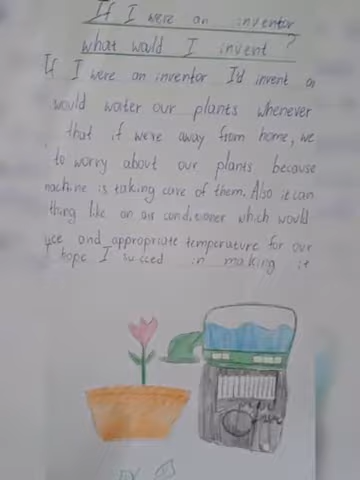 If I were an inventor
what would I invent ?
If I were an inventor I'd invent a
would water our plants whenever
that if we're away from home, we
to worry about our plants because
machine is taking care of them. Also it can
thing like an air conditioner which would
and appropriate temperature for our
hope I succed in making it